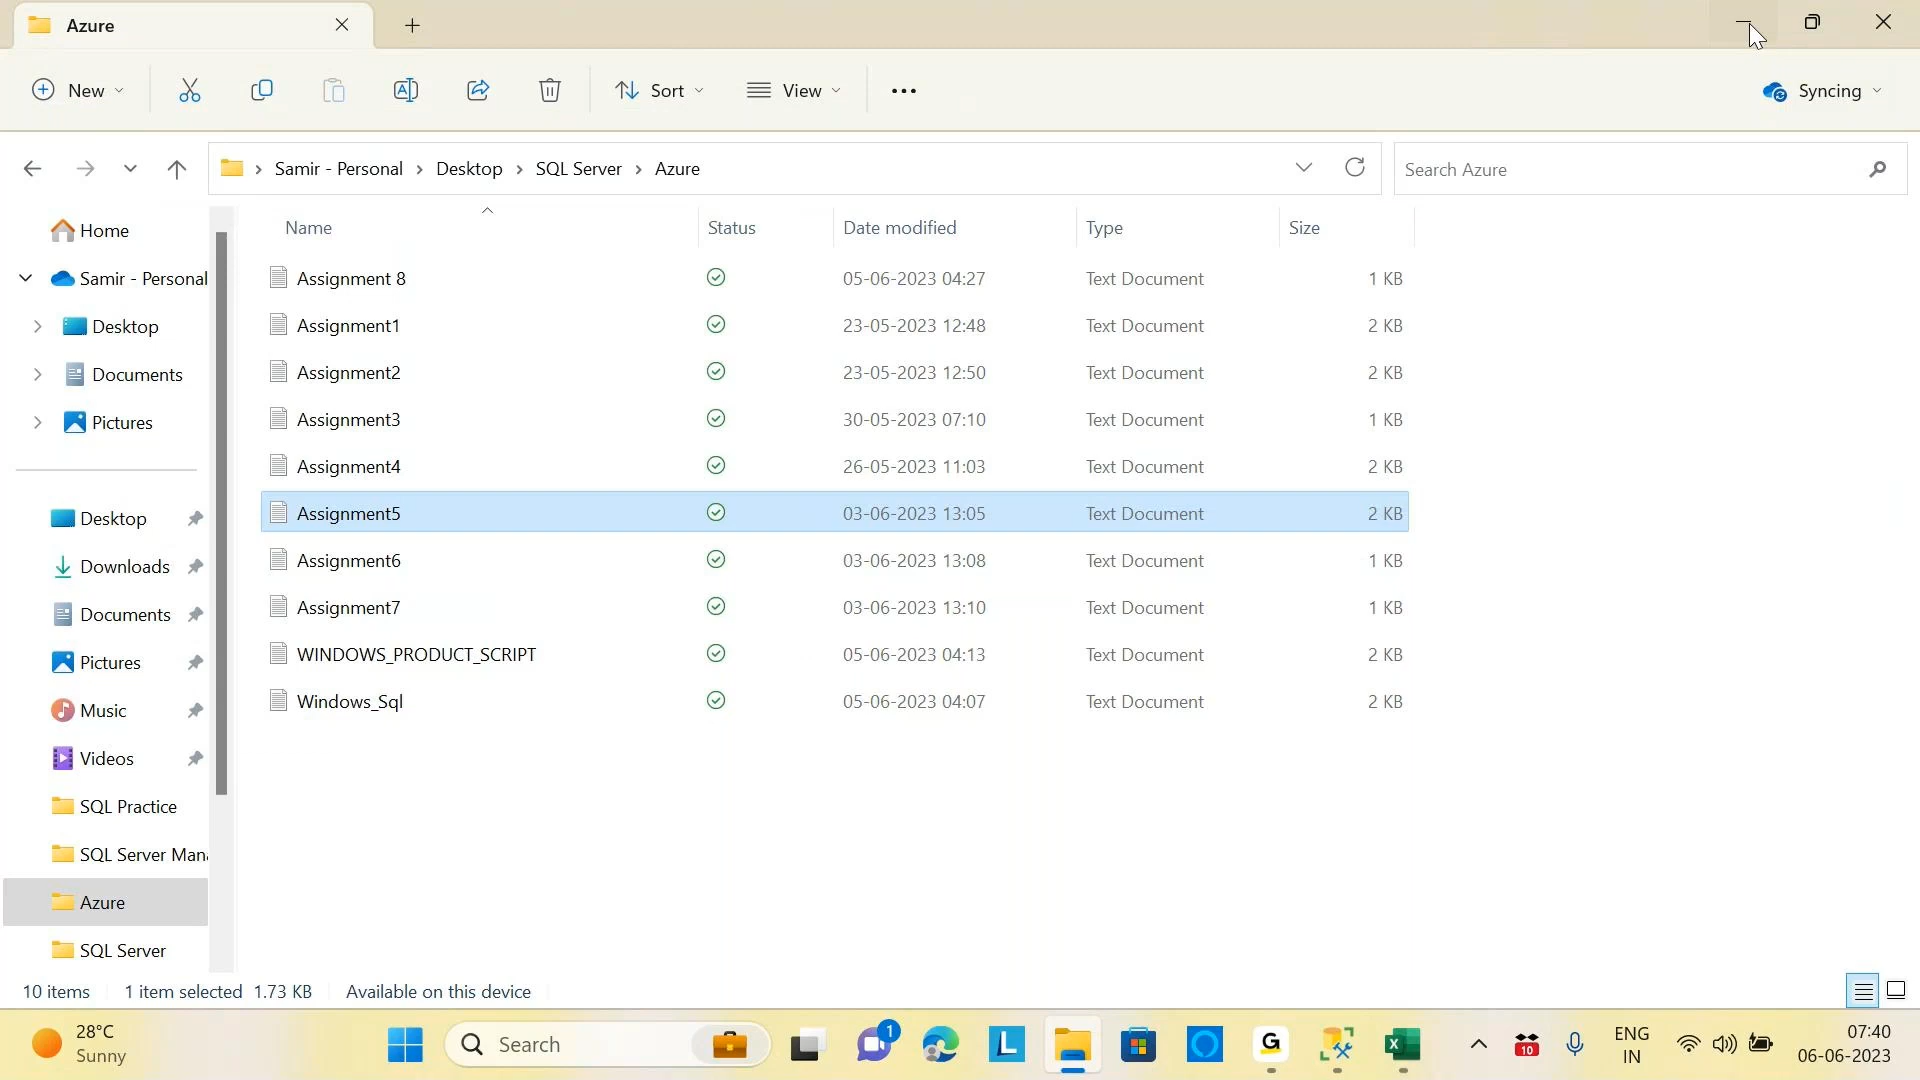 Azure
New
Sort
View
Syncing
Samir - Personal > Desktop > SQL Server > Azure
Search Azure
Name Status Date modified Type Size
Home
Samir - Personal
Desktop
Documents
Pictures
Desktop
Downloads
Documents
Pictures
Music
Videos
SQL Practice
SQL Server Man
Azure
SQL Server
Assignment 8 05-06-2023 04:27 Text Document 1 KB
Assignment1 23-05-2023 12:48 Text Document 2 KB
Assignment2 23-05-2023 12:50 Text Document 2 KB
Assignment3 30-05-2023 07:10 Text Document 1 KB
Assignment4 26-05-2023 11:03 Text Document 2 KB
Assignment5 03-06-2023 13:05 Text Document 2 KB
Assignment6 03-06-2023 13:08 Text Document 1 KB
Assignment7 03-06-2023 13:10 Text Document 1 KB
WINDOWS_PRODUCT_SCRIPT 05-06-2023 04:13 Text Document 2 KB
Windows_Sql 05-06-2023 04:07 Text Document 2 KB
10 items 1 item selected 1.73 KB Available on this device
28°C
Sunny
Search
1
L
G
X
10
ENG
IN
07:40
06-06-2023